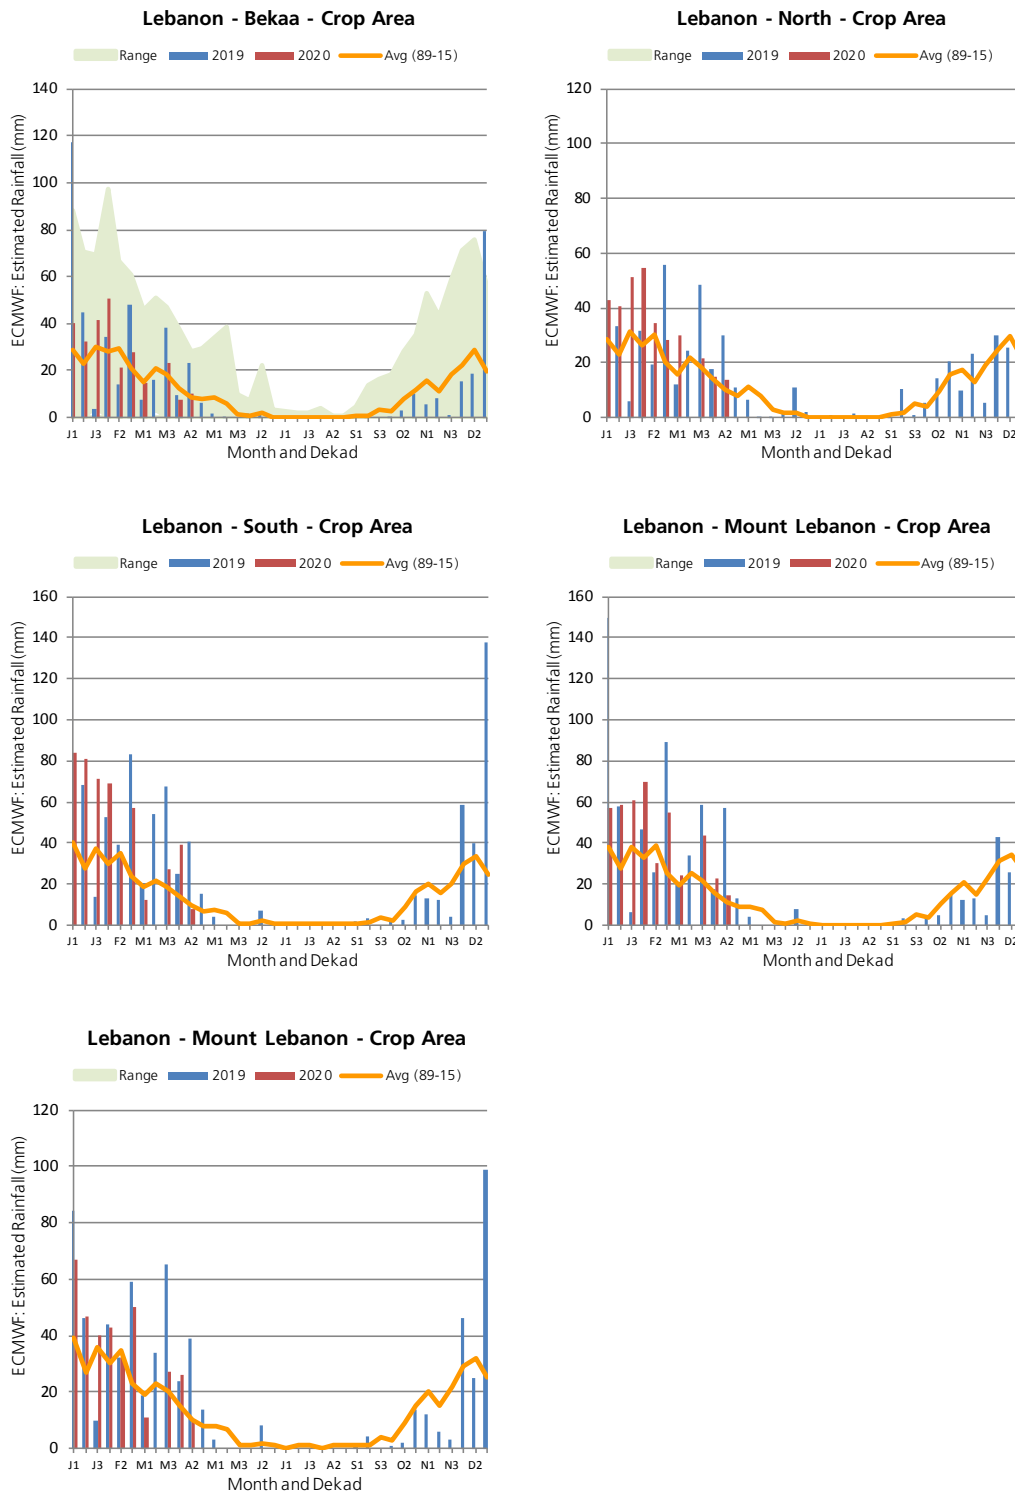 Lebanon - Bekaa - Crop Area
Range 2019 2020 Avg (89-15)
ECMWF: Estimated Rainfall (mm)
140
120
100
80
60
40
20
0
J1 J3 F2 M1 M3 A2 M1 M3 J2 J1 J3 A2 S1 S3 O2 N1 N3 D2
Month and Dekad
Lebanon - North - Crop Area
Range 2019 2020 Avg (89-15)
ECMWF: Estimated Rainfall (mm)
120
100
80
60
40
20
0
J1 J3 F2 M1 M3 A2 M1 M3 J2 J1 J3 A2 S1 S3 O2 N1 N3 D2
Month and Dekad
Lebanon - South - Crop Area
Range 2019 2020 Avg (89-15)
ECMWF: Estimated Rainfall (mm)
160
140
120
100
80
60
40
20
0
J1 J3 F2 M1 M3 A2 M1 M3 J2 J1 J3 A2 S1 S3 O2 N1 N3 D2
Month and Dekad
Lebanon - Mount Lebanon - Crop Area
Range 2019 2020 Avg (89-15)
ECMWF: Estimated Rainfall (mm)
160
140
120
100
80
60
40
20
0
J1 J3 F2 M1 M3 A2 M1 M3 J2 J1 J3 A2 S1 S3 O2 N1 N3 D2
Month and Dekad
Lebanon - Mount Lebanon - Crop Area
Range 2019 2020 Avg (89-15)
ECMWF: Estimated Rainfall (mm)
120
100
80
60
40
20
0
J1 J3 F2 M1 M3 A2 M1 M3 J2 J1 J3 A2 S1 S3 O2 N1 N3 D2
Month and Dekad